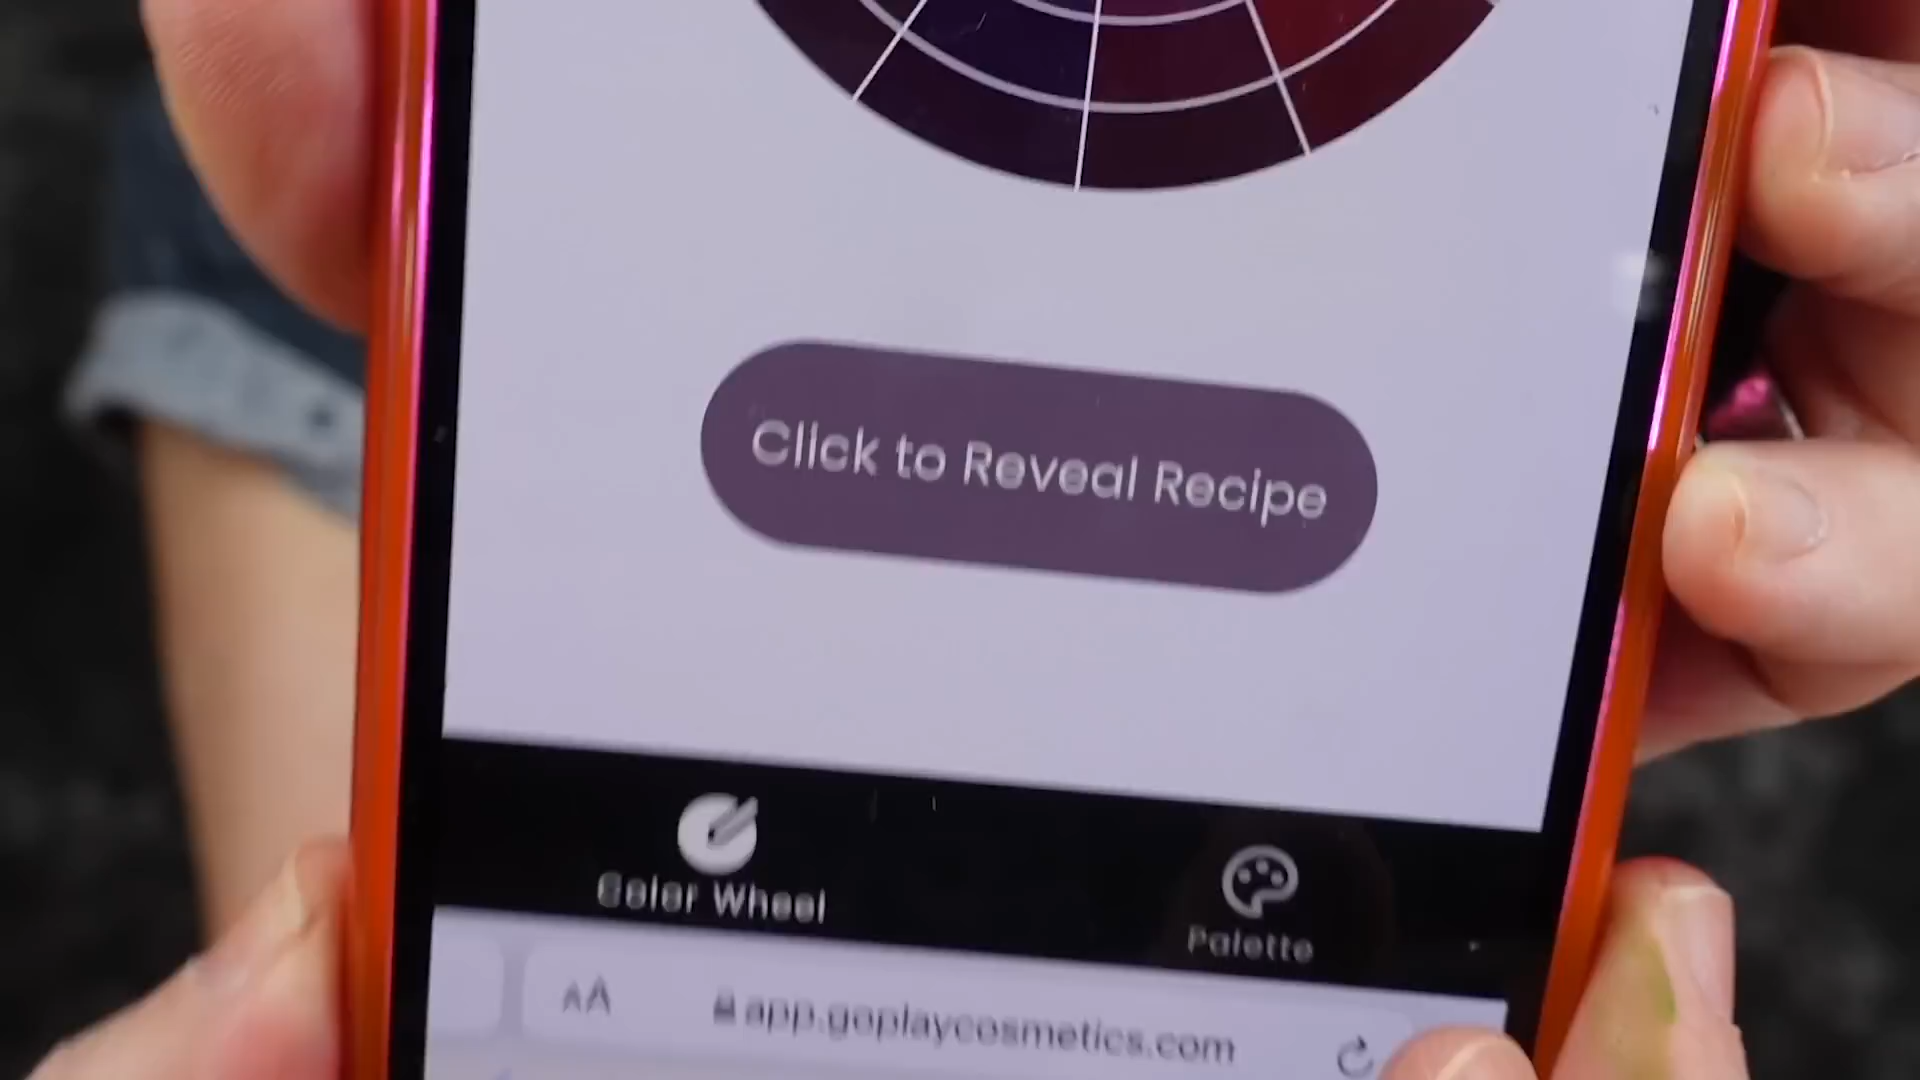 Click to Reveal Recipe
Color Wheel
Palette
AA
app.goplaycosmetics.com